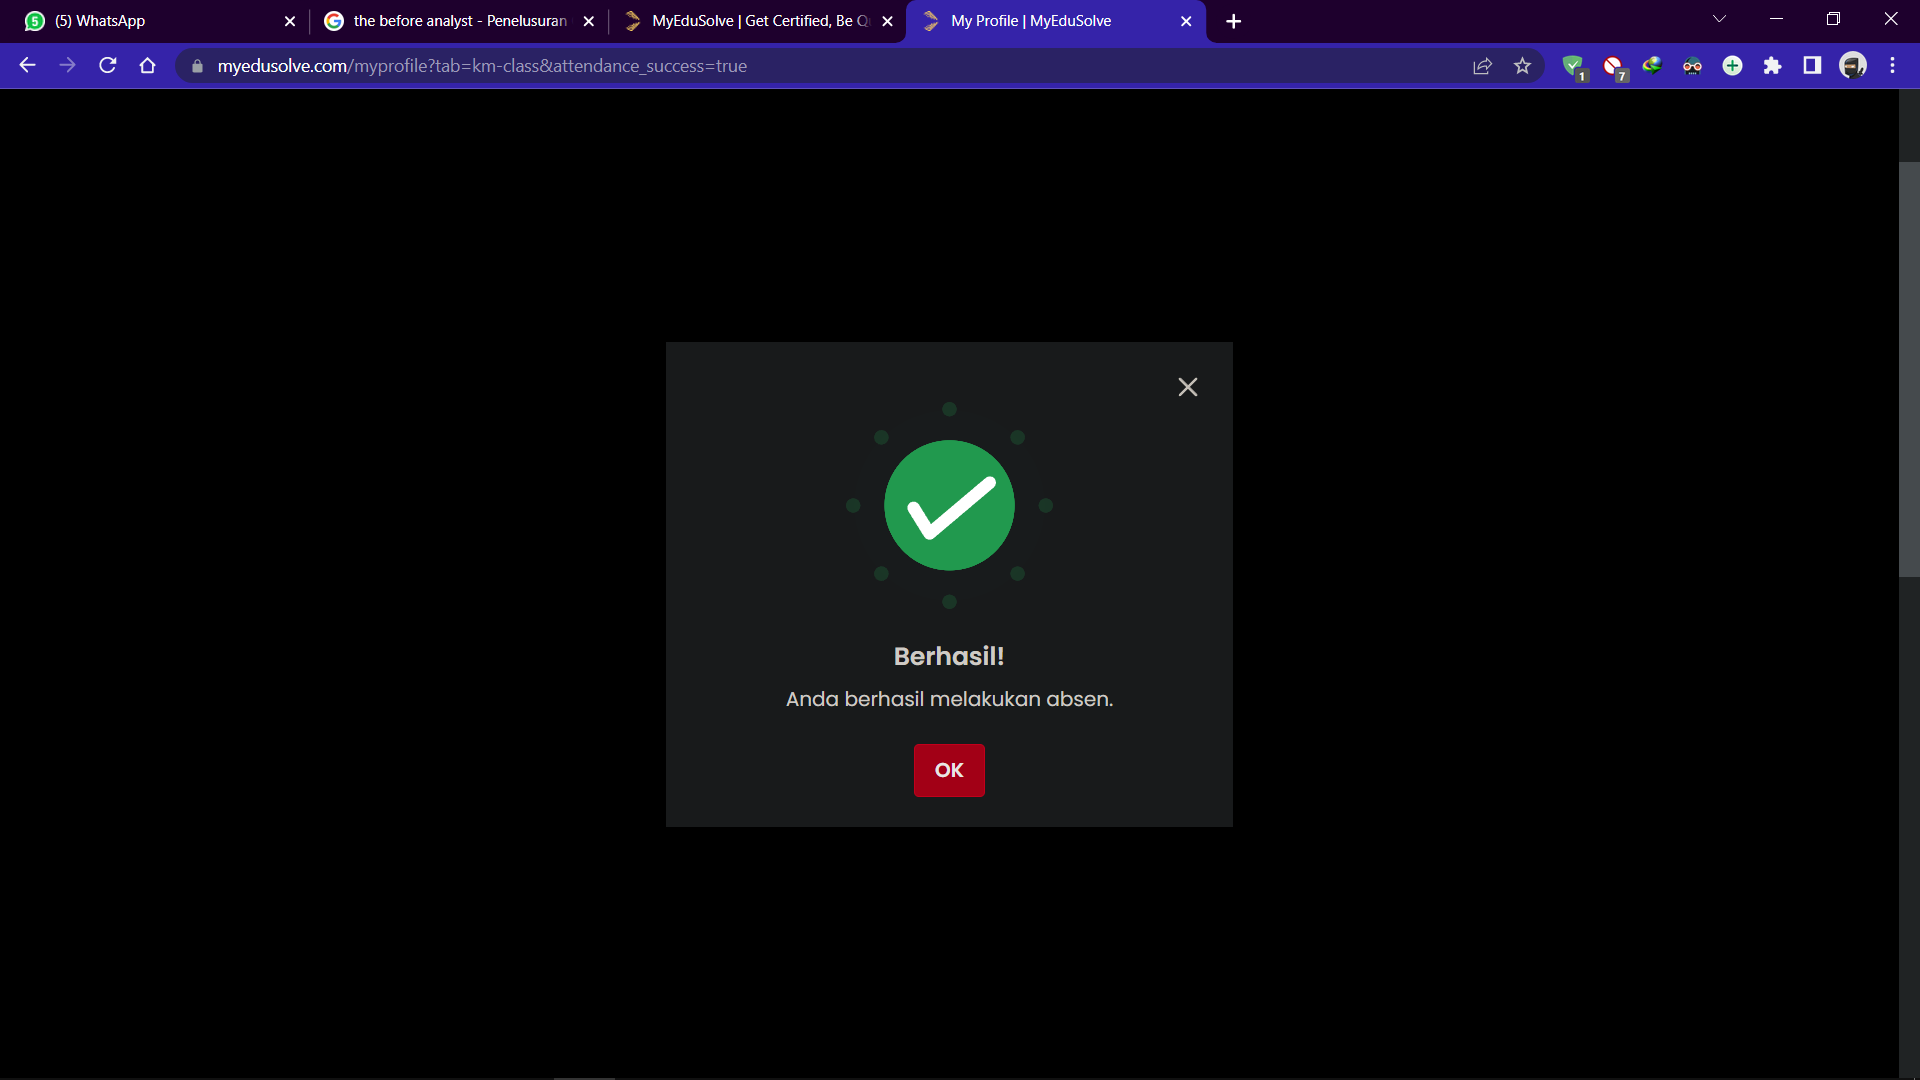 (5) WhatsApp
the before analyst - Penelusuran
MyEduSolve | Get Certified, Be Q
My Profile | MyEduSolve
myedusolve.com/myprofile?tab=km-class&attendance_success=true
1
7
Berhasil!
Anda berhasil melakukan absen.
OK